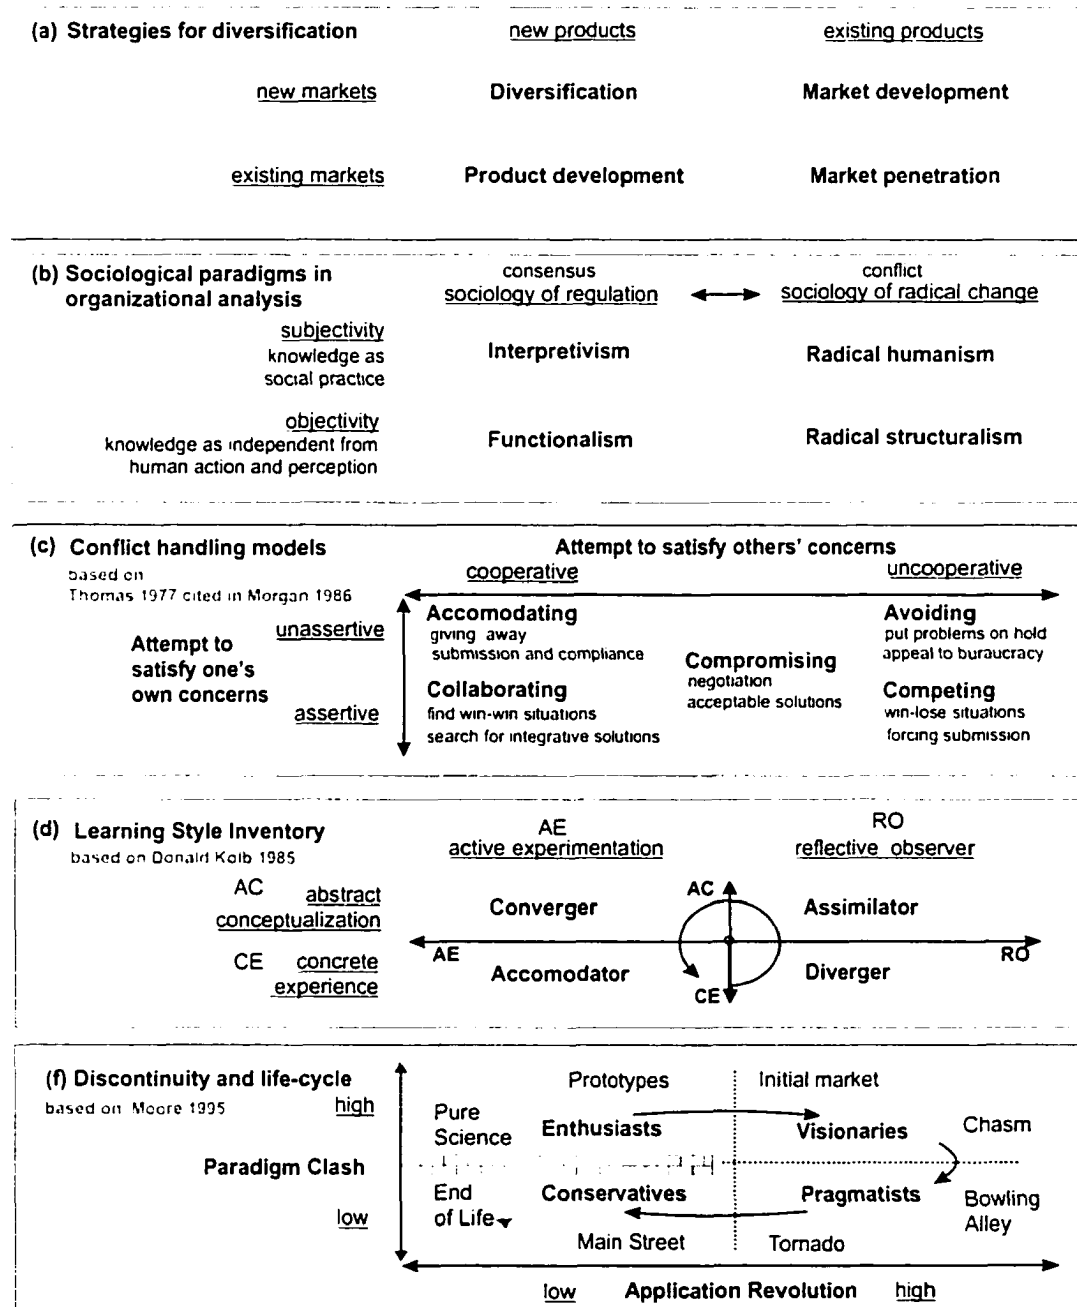 (a) Strategies for diversification new products existing products
new markets Diversification Market development
existing markets Product development Market penetration
(b) Sociological paradigms in
organizational analysis
consensus conflict
sociology of regulation sociology of radical change
subjectivity
knowledge as
social practice
Interpretivism Radical humanism
objectivity
knowledge as independent from
human action and perception
Functionalism Radical structuralism
(c) Conflict handling models
based on
Thomas 1977 cited in Morgan 1986
Attempt to satisfy others' concerns
cooperative uncooperative
Attempt to
satisfy one's
own concerns
unassertive
assertive
Accomodating
giving away
submission and compliance
Collaborating
find win-win situations
search for integrative solutions
Compromising
negotiation
acceptable solutions
Avoiding
put problems on hold
appeal to buraucracy
Competing
win-lose situations
forcing submission
(d) Learning Style Inventory
based on Donald Kolb 1985
AE RO
active experimentation reflective observer
AC abstract
conceptualization
CE concrete
experience
Converger AC Assimilator
AE RO
Accomodator CE Diverger
(f) Discontinuity and life-cycle
based on Moore 1995
high
Paradigm Clash
low
Prototypes Initial market
Pure
Science
Enthusiasts Visionaries Chasm
End
of Life
Conservatives Pragmatists Bowling
Alley
Main Street Tornado
low Application Revolution high